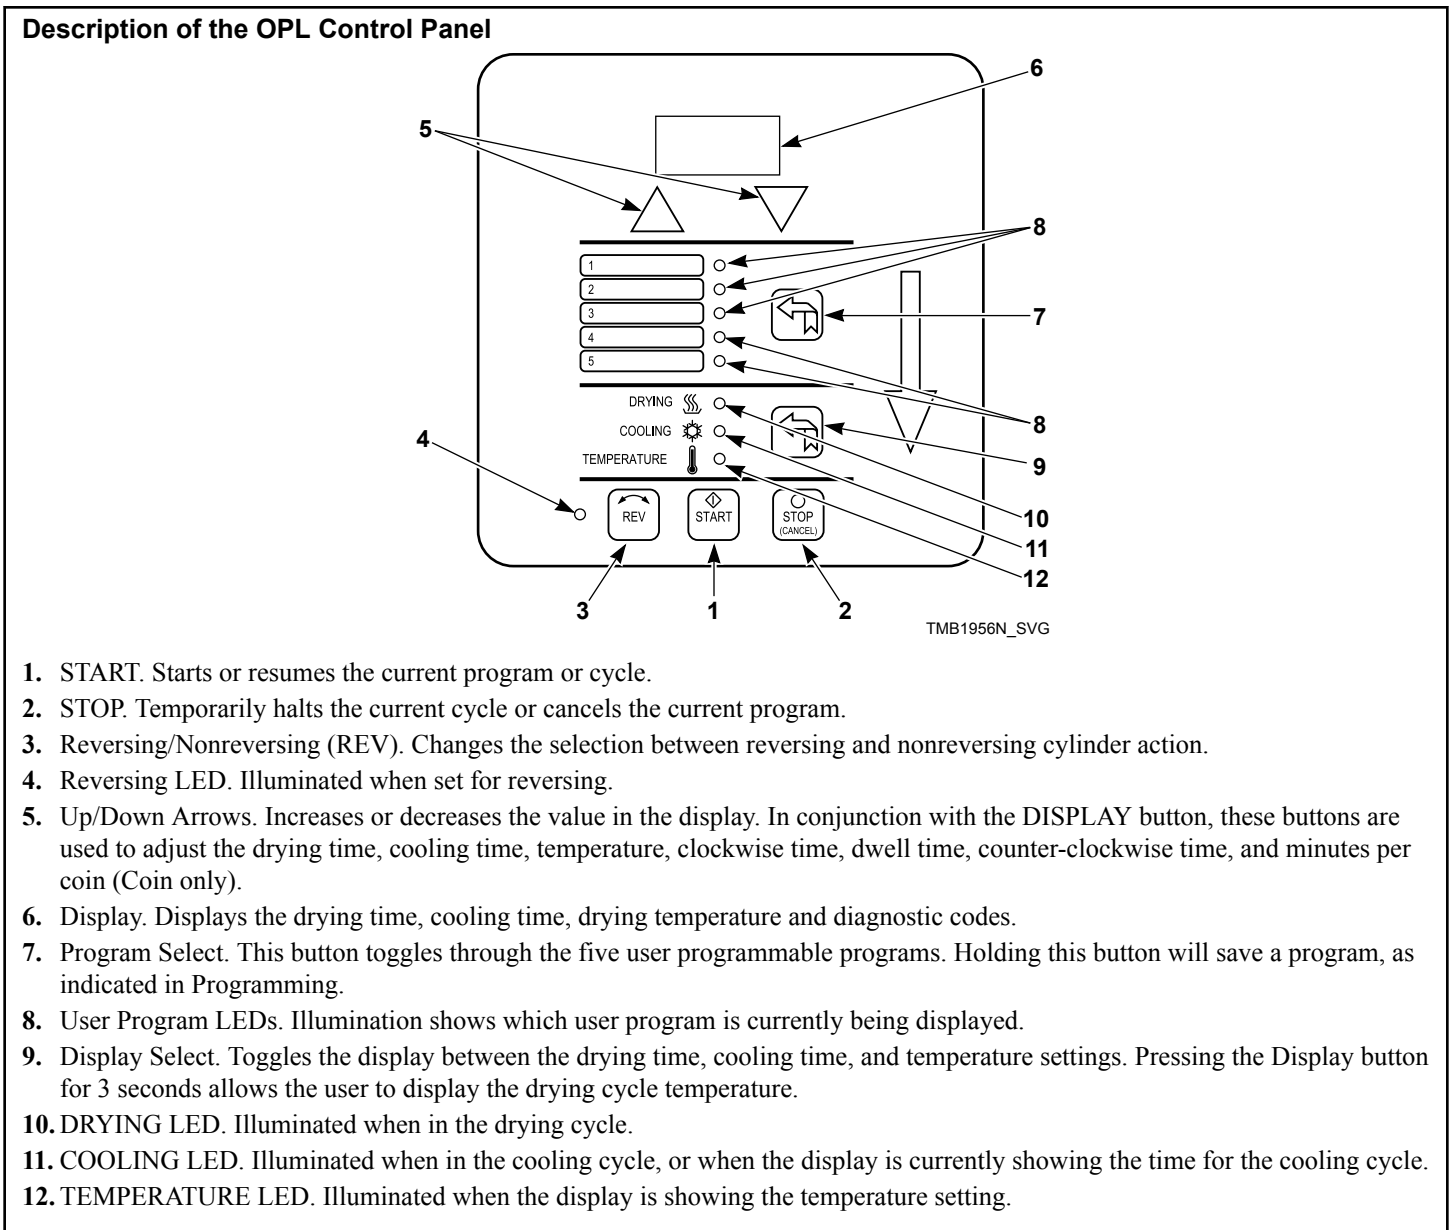 Description of the OPL Control Panel
6
5
8
1
2
3
7
4
5
DRYING
8
COOLING
4
TEMPERATURE
9
REV
START
STOP
(CANCEL)
10
11
12
3
1
2
TMB1956N_SVG
1. START. Starts or resumes the current program or cycle.
2. STOP. Temporarily halts the current cycle or cancels the current program.
3. Reversing/Nonreversing (REV). Changes the selection between reversing and nonreversing cylinder action.
4. Reversing LED. Illuminated when set for reversing.
5. Up/Down Arrows. Increases or decreases the value in the display. In conjunction with the DISPLAY button, these buttons are
used to adjust the drying time, cooling time, temperature, clockwise time, dwell time, counter-clockwise time, and minutes per
coin (Coin only).
6. Display. Displays the drying time, cooling time, drying temperature and diagnostic codes.
7. Program Select. This button toggles through the five user programmable programs. Holding this button will save a program, as
indicated in Programming.
8. User Program LEDs. Illumination shows which user program is currently being displayed.
9. Display Select. Toggles the display between the drying time, cooling time, and temperature settings. Pressing the Display button
for 3 seconds allows the user to display the drying cycle temperature.
10. DRYING LED. Illuminated when in the drying cycle.
11. COOLING LED. Illuminated when in the cooling cycle, or when the display is currently showing the time for the cooling cycle.
12. TEMPERATURE LED. Illuminated when the display is showing the temperature setting.